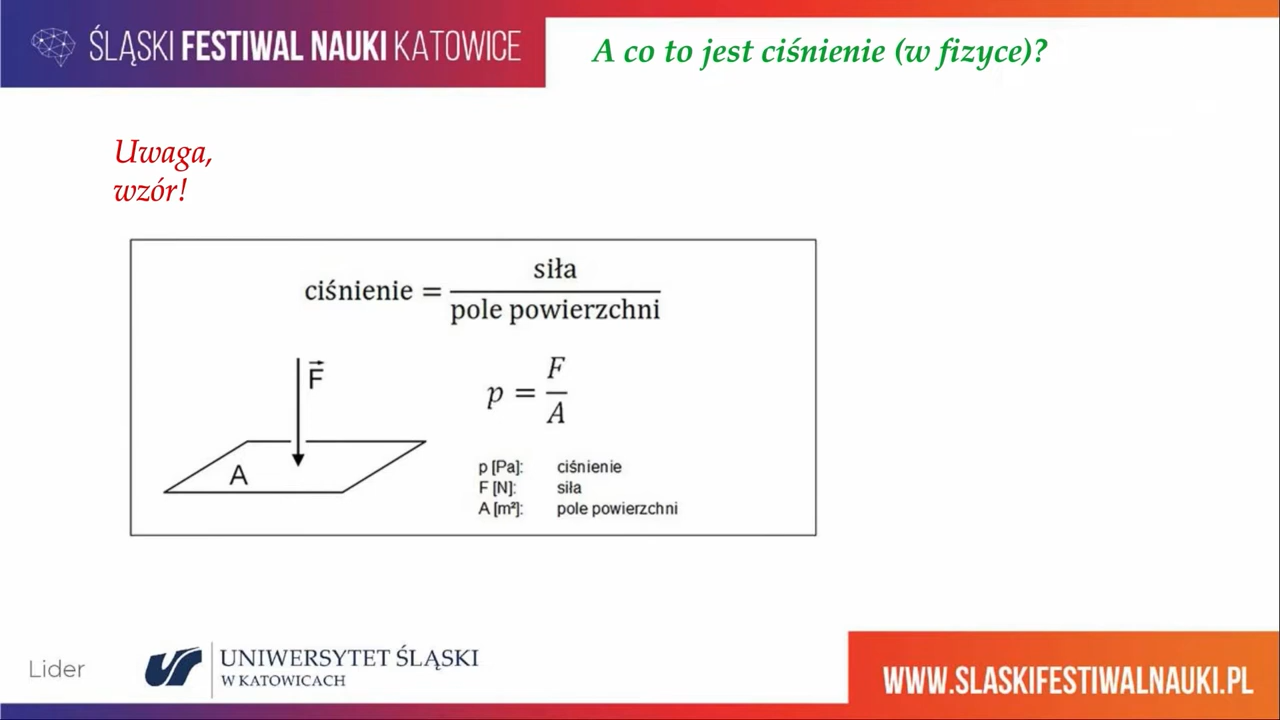 ŚLĄSKI FESTIWAL NAUKI KATOWICE
A co to jest ciśnienie (w fizyce)?
Uwaga,
wzór!
ciśnienie = siła / pole powierzchni
F
A
p = F / A
p [Pa]: ciśnienie
F [N]: siła
A [m²]: pole powierzchni
Lider
UNIWERSYTET ŚLĄSKI
W KATOWICACH
WWW.SLASKIFESTIWALNAUKI.PL